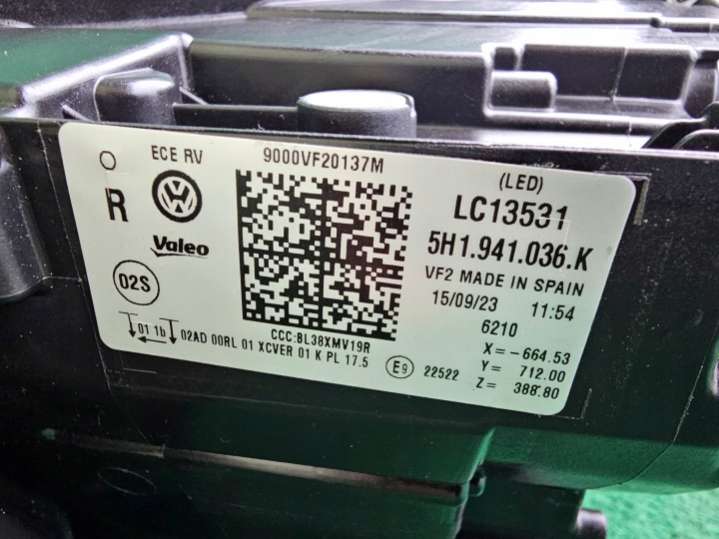 ECE RV
9000VF20137M
(LED)
R
LC13531
Valeo
5H1.941.036.K
VF2 MADE IN SPAIN
02S
15/09/23 11:54
6210
01 1b 02AD 00RL 01 XCVER 01 K PL 17.5
CCC:BL38XMV19R
E9 22522
X= -664.53
Y= 712.00
Z= 388.80